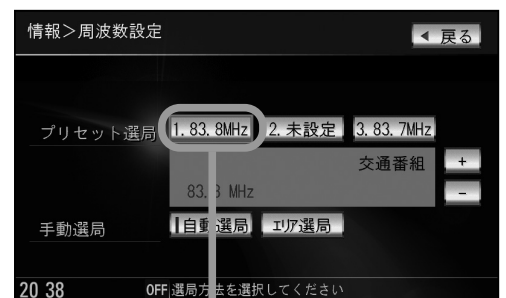 情報＞周波数設定
◀ 戻る
プリセット選局 1. 83. 8MHz 2. 未設定 3. 83. 7MHz
交通番組 +
MHz −
手動選局 自動選局 ｴﾘｱ選局
20 38 OFF 選局方法を選択してください